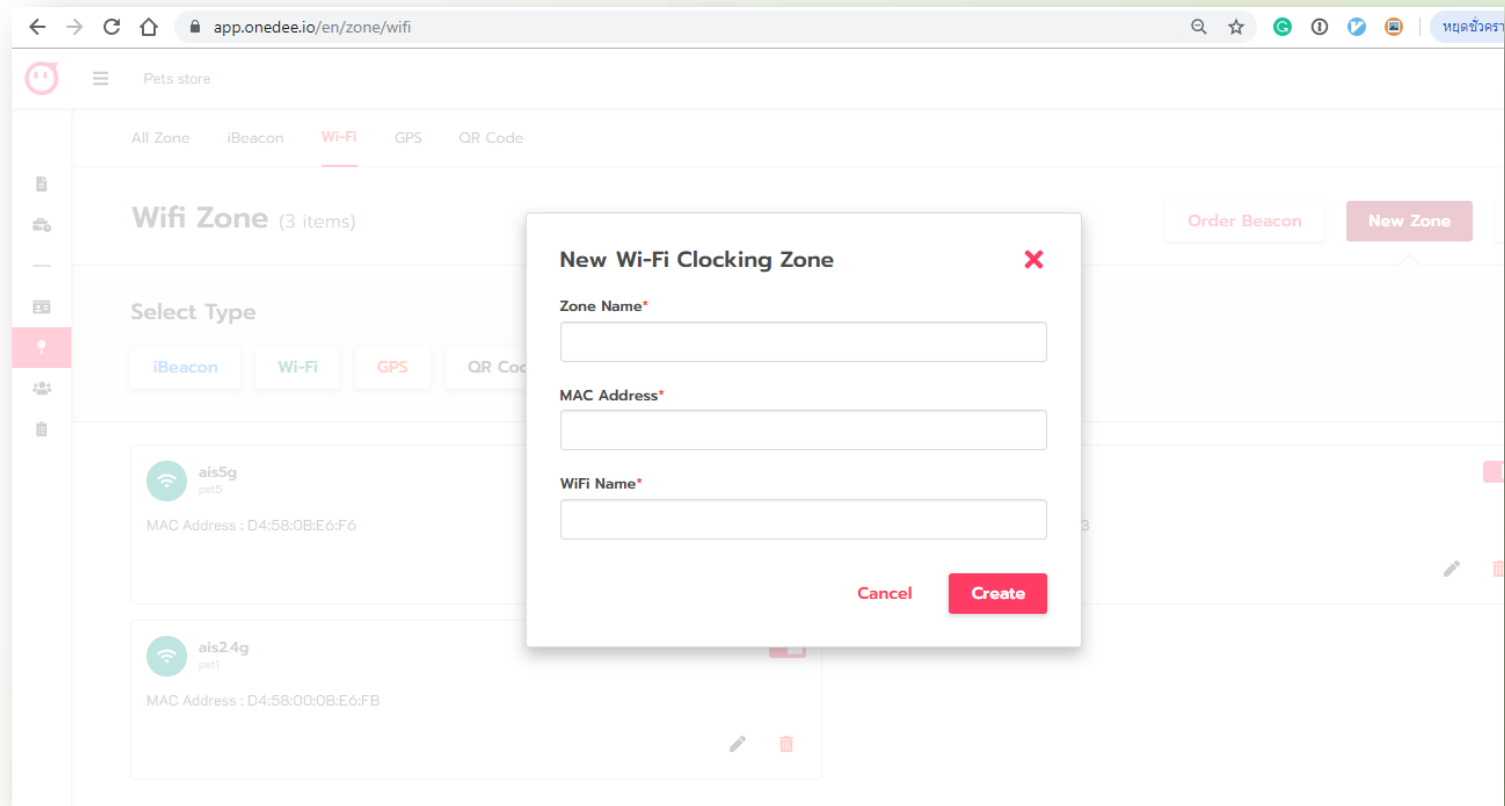 app.onedee.io/en/zone/wifi
หยุดชั่วครา
Pets store
All Zone iBeacon Wi-Fi GPS QR Code
Wifi Zone (3 items)
Order Beacon
New Zone
Select Type
iBeacon Wi-Fi GPS QR Coc
New Wi-Fi Clocking Zone
Zone Name*
MAC Address*
WiFi Name*
Cancel
Create
ais5g
pet5
MAC Address : D4:58:0B:E6:F6
3
ais2.4g
pet1
MAC Address : D4:58:00:0B:E6:FB